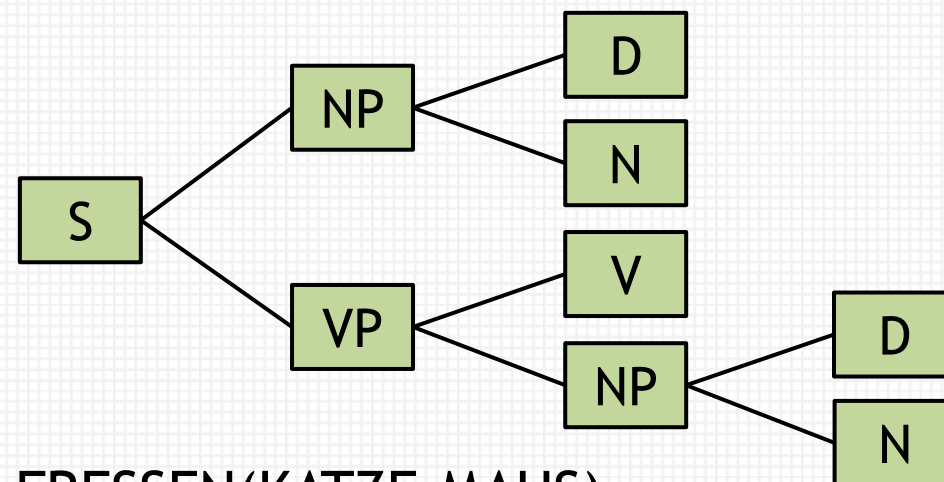 D
NP
N
S
V
VP
D
NP
N
FRESSEN(KATZE, MAUS)